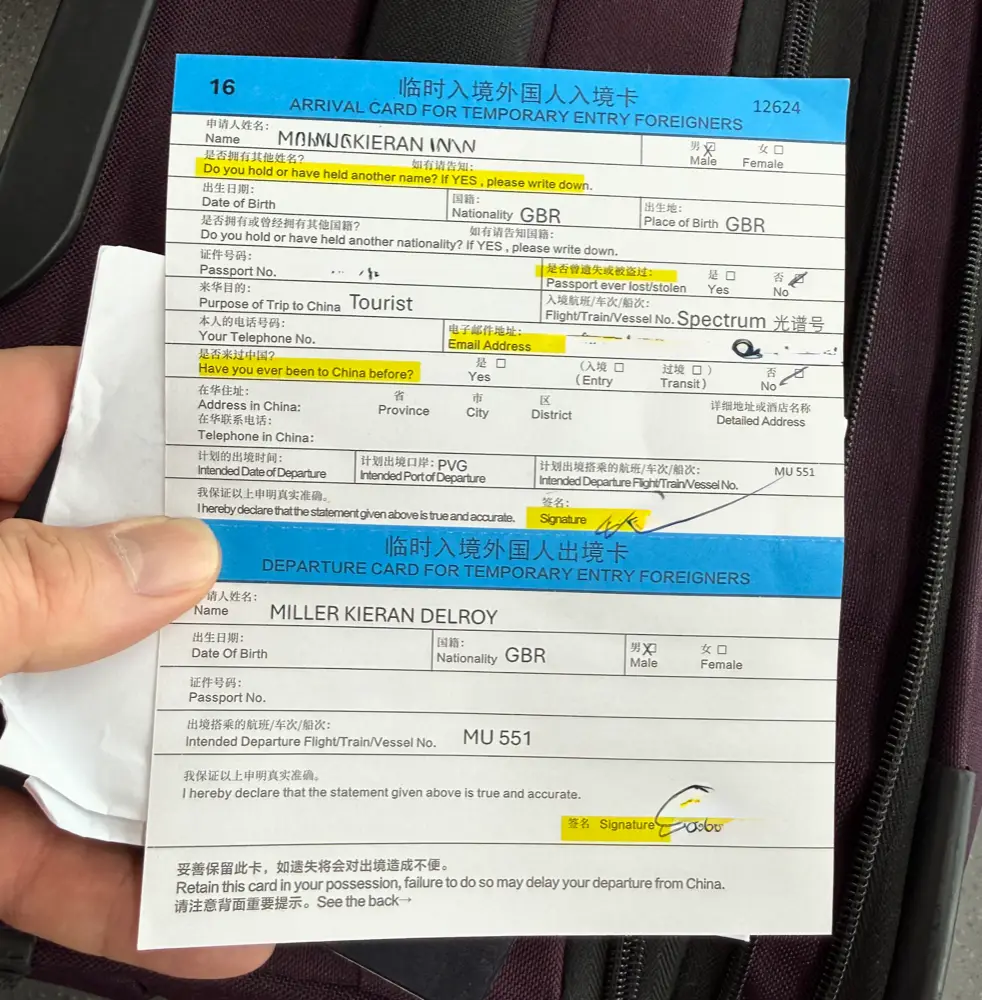 16 临时入境外国人入境卡 12624
ARRIVAL CARD FOR TEMPORARY ENTRY FOREIGNERS
申请人姓名:
Name KIERAN
男 女
Male Female
是否拥有其他姓名? 如有请告知:
Do you hold or have held another name? If YES , please write down.
出生日期:
Date of Birth
国籍:
Nationality GBR
出生地:
Place of Birth GBR
是否拥有或曾经拥有其他国籍? 如有请告知国籍:
Do you hold or have held another nationality? if YES , please write down.
证件号码:
Passport No.
是否曾遗失或被盗过: 是 否
Passport ever lost/stolen Yes No
来华目的:
Purpose of Trip to China Tourist
入境航班/车次/船次:
Flight/Train/Vessel No. Spectrum 光谱号
本人的电话号码:
Your Telephone No.
电子邮件地址:
Email Address
是否来过中国? 是 (入境 过境 ) 否
Have you ever been to China before? Yes (Entry Transit) No
在华住址: 省 市 区 详细地址或酒店名称
Address in China: Province City District Detailed Address
在华联系电话:
Telephone in China:
计划的出境时间:
Intended Date of Departure
计划出境口岸: PVG
Intended Port of Departure
计划出境搭乘的航班/车次/船次: MU 551
Intended Departure Flight/Train/Vessel No.
我保证以上申明真实准确。
I hereby declare that the statement given above is true and accurate.
签名:
Signature
临时入境外国人出境卡
DEPARTURE CARD FOR TEMPORARY ENTRY FOREIGNERS
请人姓名:
Name MILLER KIERAN DELROY
出生日期:
Date Of Birth
国籍:
Nationality GBR
男 女
Male Female
证件号码:
Passport No.
出境搭乘的航班/车次/船次:
Intended Departure Flight/Train/Vessel No. MU 551
我保证以上申明真实准确。
I hereby declare that the statement given above is true and accurate.
签名 Signature
妥善保留此卡，如遗失将会对出境造成不便。
Retain this card in your possession, failure to do so may delay your departure from China.
请注意背面重要提示。See the back→